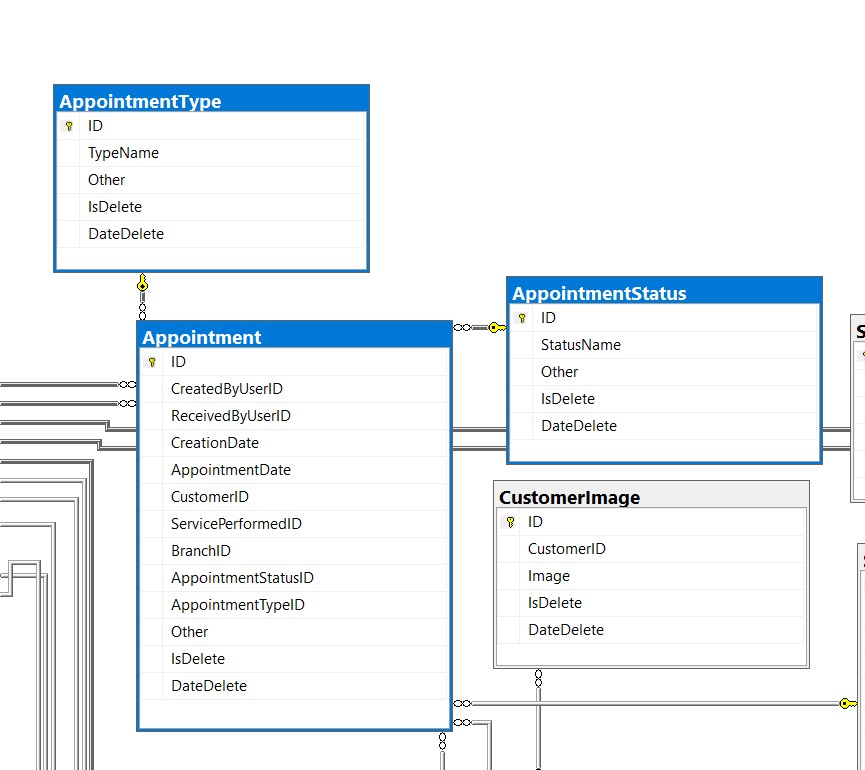 AppointmentType
ID
TypeName
Other
IsDelete
DateDelete
AppointmentStatus
ID
StatusName
Other
IsDelete
DateDelete
Appointment
ID
CreatedByUserID
ReceivedByUserID
CreationDate
AppointmentDate
CustomerID
ServicePerformedID
BranchID
AppointmentStatusID
AppointmentTypeID
Other
IsDelete
DateDelete
CustomerImage
ID
CustomerID
Image
IsDelete
DateDelete